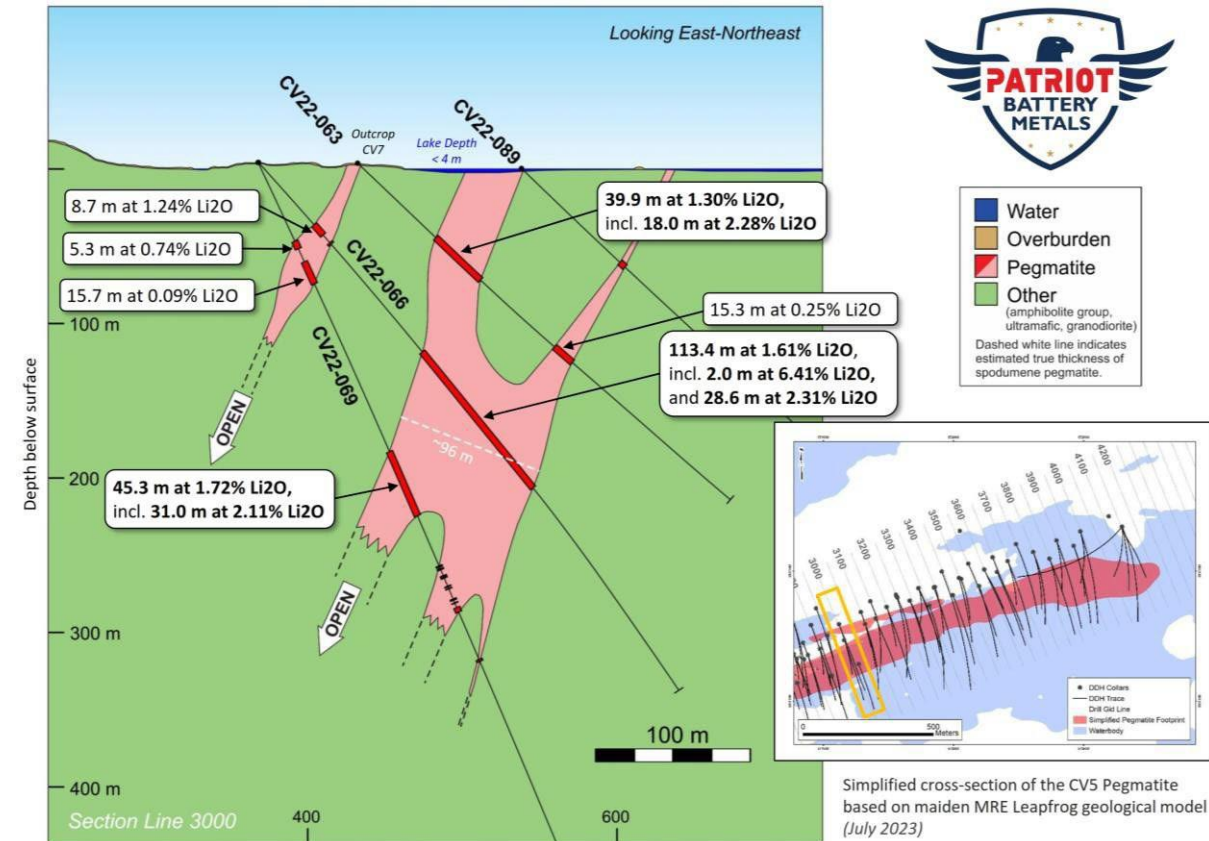 Looking East-Northeast
PATRIOT
BATTERY
METALS
CV22-063
Outcrop
CV7
Lake Depth
< 4 m
CV22-089
8.7 m at 1.24% Li2O
5.3 m at 0.74% Li2O
15.7 m at 0.09% Li2O
CV22-066
CV22-069
39.9 m at 1.30% Li2O,
incl. 18.0 m at 2.28% Li2O
15.3 m at 0.25% Li2O
113.4 m at 1.61% Li2O,
incl. 2.0 m at 6.41% Li2O,
and 28.6 m at 2.31% Li2O
~96 m
45.3 m at 1.72% Li2O,
incl. 31.0 m at 2.11% Li2O
OPEN
OPEN
Depth below surface
100 m
200
300 m
400 m
Section Line 3000
400
600
100 m
Water
Overburden
Pegmatite
Other
(amphibolite group,
ultramafic, granodiorite)
Dashed white line indicates
estimated true thickness of
spodumene pegmatite.
3000
3100
3200
3300
3400
3500
3600
3700
3800
3900
4000
4100
4200
0
500
Meters
DDH Collars
DDH Trace
Drill Grid Line
Simplified Pegmatite Footprint
Waterbody
Simplified cross-section of the CV5 Pegmatite
based on maiden MRE Leapfrog geological model
(July 2023)